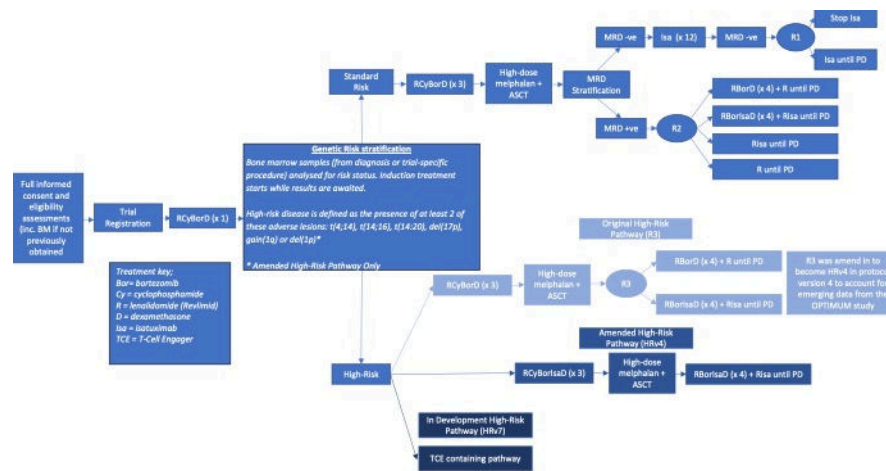 Full informed
consent and
eligibility
assessments
(inc. BM if not
previously
obtained
Trial
Registration
RCyBorD (x 1)
Treatment key;
Bor= bortezomib
Cy = cyclophosphamide
R = lenalidomide (Revlimid)
D = dexamethasone
Isa = isatuximab
TCE = T-Cell Engager
Genetic Risk stratification
Bone marrow samples (from diagnosis or trial-specific
procedure) analysed for risk status. Induction treatment
starts while results are awaited.
High-risk disease is defined as the presence of at least 2 of
these adverse lesions: t(4;14), t(14;16), t(14:20), del(17p),
gain(1q) or del(1p)*
* Amended High-Risk Pathway Only
Standard
Risk
RCyBorD (x 3)
High-dose
melphalan +
ASCT
MRD
Stratification
MRD -ve
Isa (x 12)
MRD -ve
R1
Stop Isa
Isa until PD
MRD +ve
R2
RBorD (x 4) + R until PD
RBorIsaD (x 4) + Risa until PD
Risa until PD
R until PD
High-Risk
Original High-Risk
Pathway (R3)
RCyBorD (x 3)
High-dose
melphalan +
ASCT
R3
RBorD (x 4) + R until PD
RBorIsaD (x 4) + Risa until PD
R3 was amend in to
become HRv4 in protoco
version 4 to account for
emerging data from the
OPTIMUM study
Amended High-Risk
Pathway (HRv4)
RCyBorIsaD (x 3)
High-dose
melphalan +
ASCT
RBorIsaD (x 4) + Risa until PD
In Development High-Risk
Pathway (HRv7)
TCE containing pathway